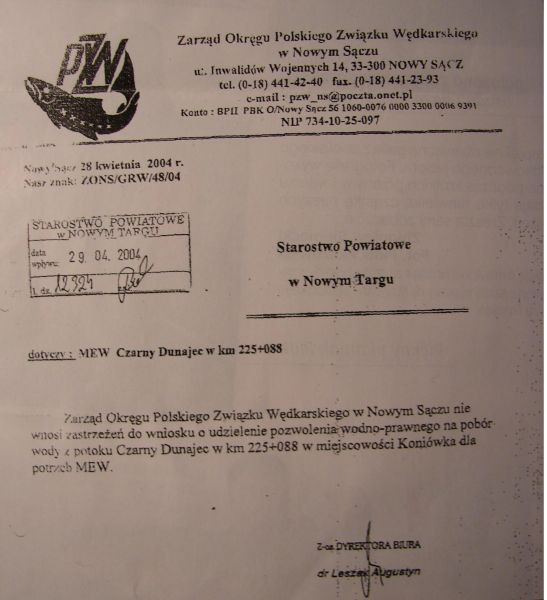 PZW
Zarząd Okręgu Polskiego Związku Wędkarskiego
w Nowym Sączu
ul. Inwalidów Wojennych 14, 33-300 NOWY SĄCZ
tel. (0-18) 441-42-40 fax. (0-18) 441-23-93
e-mail : pzw_ns@poczta.onet.pl
Konto : BPH PBK O/Nowy Sącz 56 1060-0076 0000 3300 0006 9391
NIP 734-10-25-097
Nowy Sącz 28 kwietnia 2004 r.
Nasz znak: ZONS/GRW/48/04
STAROSTWO POWIATOWE
w NOWYM TARGU
data
wpływu 29. 04. 2004
L. dz. 12324
Starostwo Powiatowe
w Nowym Targu
dotyczy : MEW Czarny Dunajec w km 225+088
Zarząd Okręgu Polskiego Związku Wędkarskiego w Nowym Sączu nie
wnosi zastrzeżeń do wniosku o udzielenie pozwolenia wodno-prawnego na pobór
wody z potoku Czarny Dunajec w km 225+088 w miejscowości Koniówka dla
potrzeb MEW.
Z-ca DYREKTORA BIURA
dr Leszek Augustyn